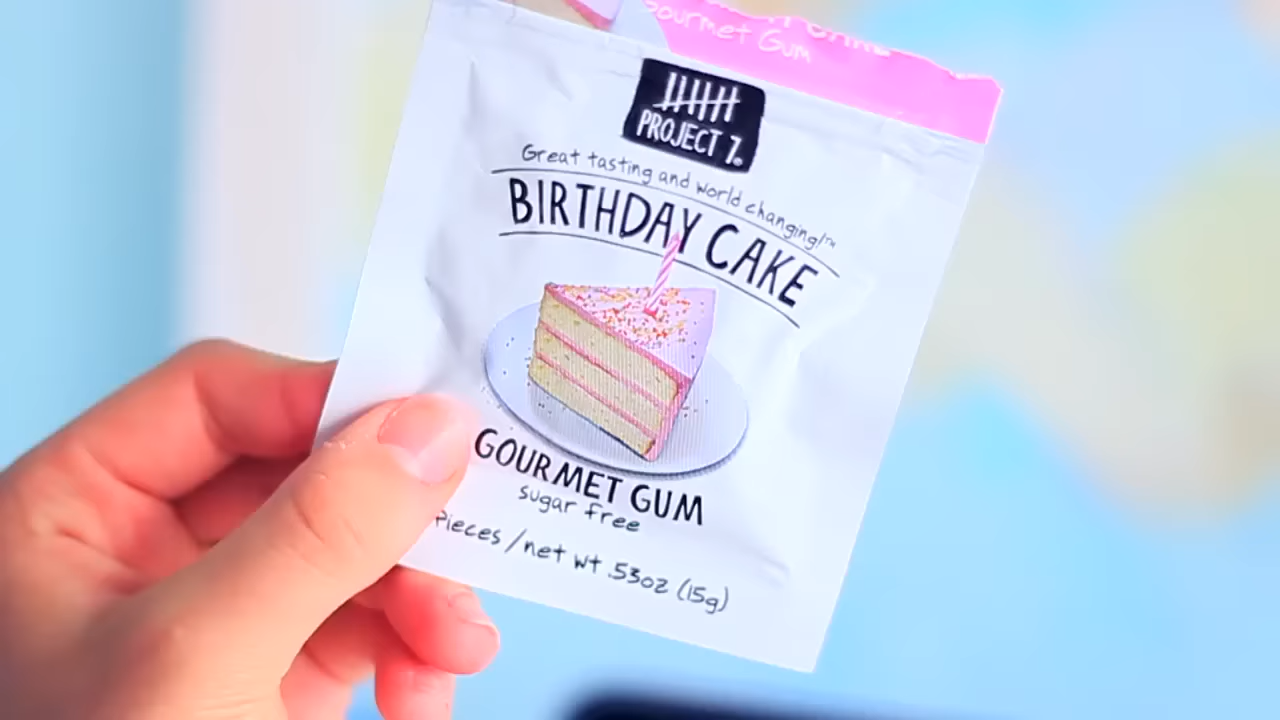 Gourmet Gum
PROJECT 7®
Great tasting and world changing!™
BIRTHDAY CAKE
GOURMET GUM
sugar free
Pieces / net wt .53oz (15g)